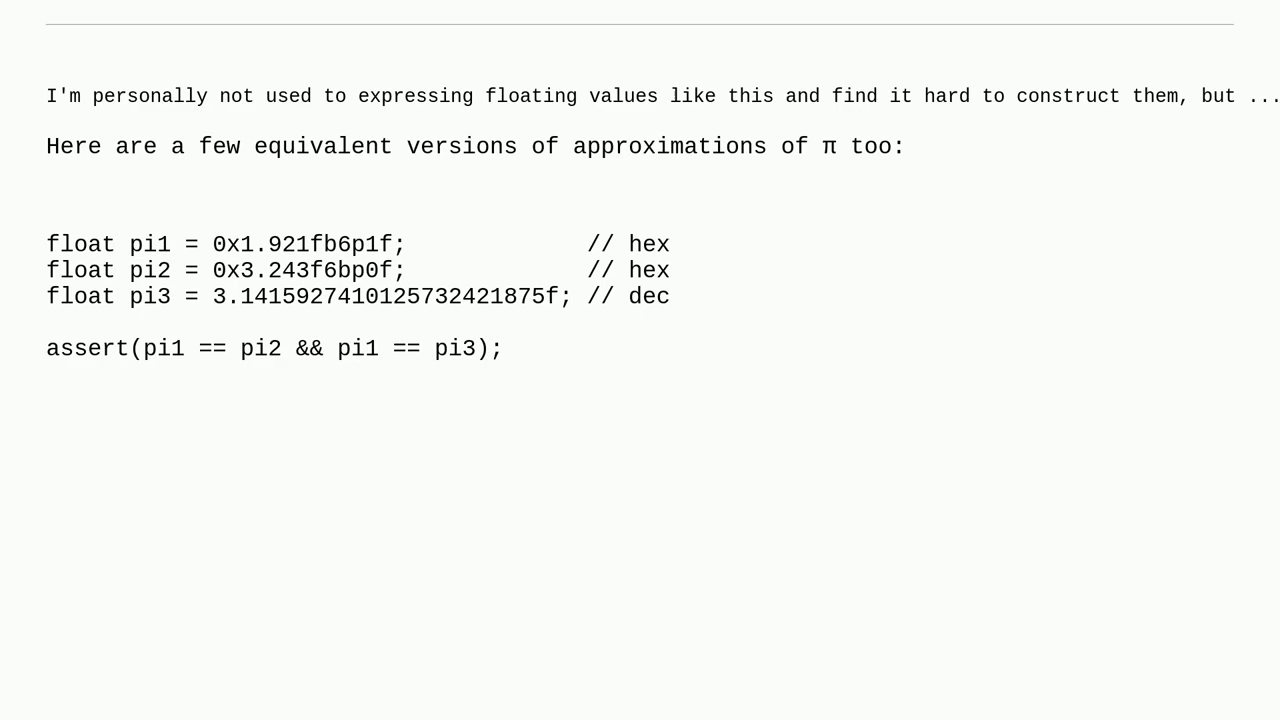 I'm personally not used to expressing floating values like this and find it hard to construct them, but ...
Here are a few equivalent versions of approximations of π too:
float pi1 = 0x1.921fb6p1f;             // hex
float pi2 = 0x3.243f6bp0f;             // hex
float pi3 = 3.1415927410125732421875f; // dec
assert(pi1 == pi2 && pi1 == pi3);